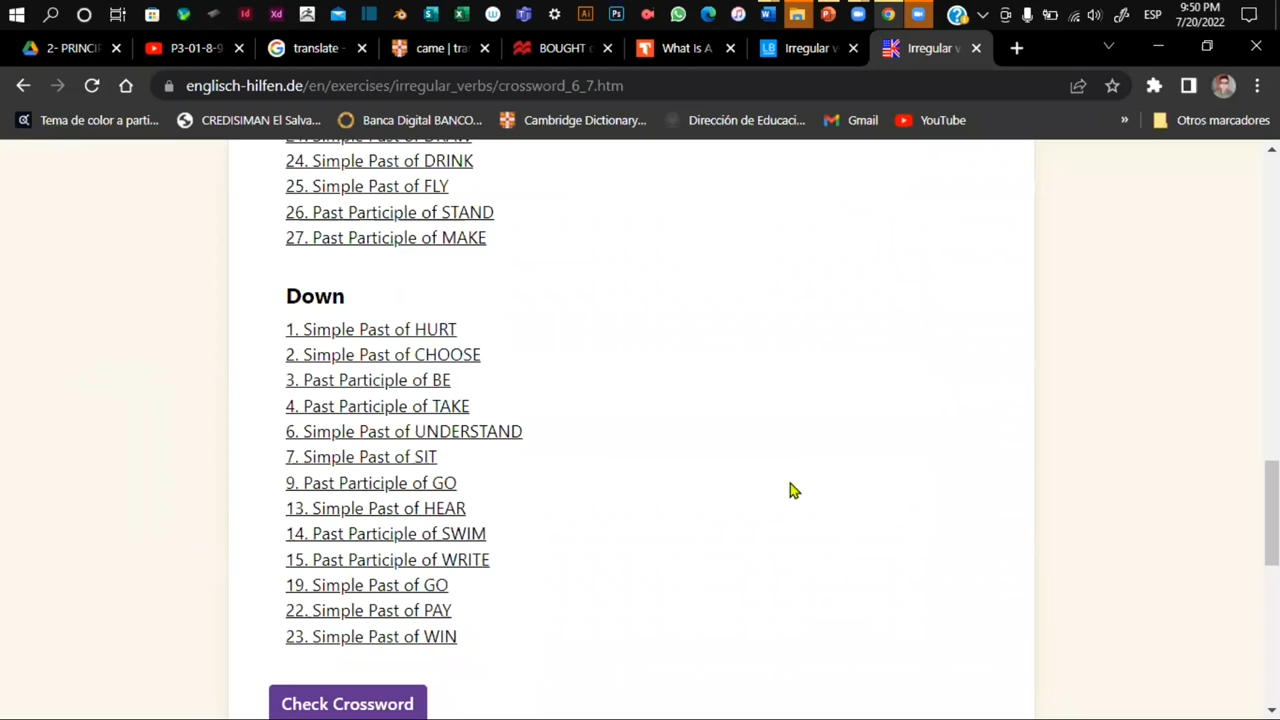 9:50 PM
ESP
7/20/2022
2- PRINCIF
P3-31-8-9
translate -
came | tra
BOUGHT
What Is A
Irregular v
Irregular v
englisch-hilfen.de/en/exercises/irregular_verbs/crossword_6_7.htm
Tema de color a parti...
CREDISIMAN El Salva...
Banca Digital BANCO...
Cambridge Dictionary...
Dirección de Educaci...
Gmail
YouTube
»
Otros marcadores
24. Simple Past of DRINK
25. Simple Past of FLY
26. Past Participle of STAND
27. Past Participle of MAKE
Down
1. Simple Past of HURT
2. Simple Past of CHOOSE
3. Past Participle of BE
4. Past Participle of TAKE
6. Simple Past of UNDERSTAND
7. Simple Past of SIT
9. Past Participle of GO
13. Simple Past of HEAR
14. Past Participle of SWIM
15. Past Participle of WRITE
19. Simple Past of GO
22. Simple Past of PAY
23. Simple Past of WIN
Check Crossword